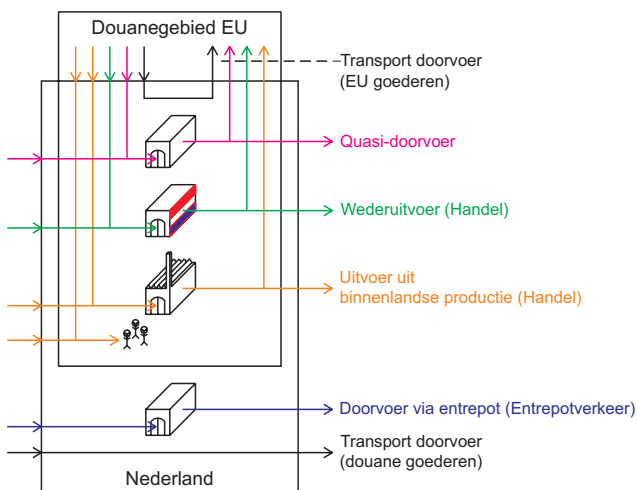 Douanegebied EU
Transport doorvoer
(EU goederen)
Quasi-doorvoer
Wederuitvoer (Handel)
Uitvoer uit
binnenlandse productie (Handel)
Doorvoer via entrepot (Entrepotverkeer)
Transport doorvoer
(douane goederen)
Nederland